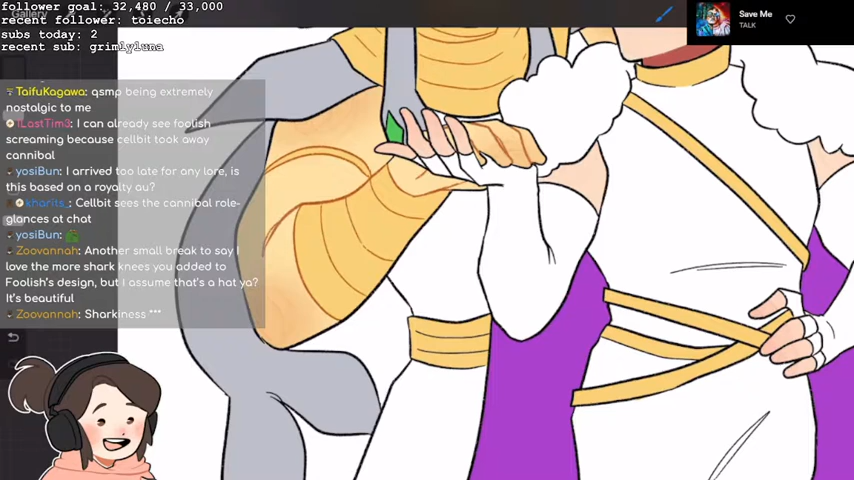 follower goal: 32,480 / 33,000
recent follower: toiecho
subs today: 2
recent sub: grimlyluna
TaifuKagawa: qsmp being extremely
nostalgic to me
iLastTim3: I can already see foolish
screaming because cellbit took away
cannibal
yosiBun: I arrived too late for any lore, is
this based on a royalty au?
kharits_: Cellbit sees the cannibal role-
glances at chat
yosiBun:
Zoovannah: Another small break to say I
love the more shark knees you added to
Foolish's design, but I assume that's a hat ya?
It's beautiful
Zoovannah: Sharkiness ***
Save Me
TALK